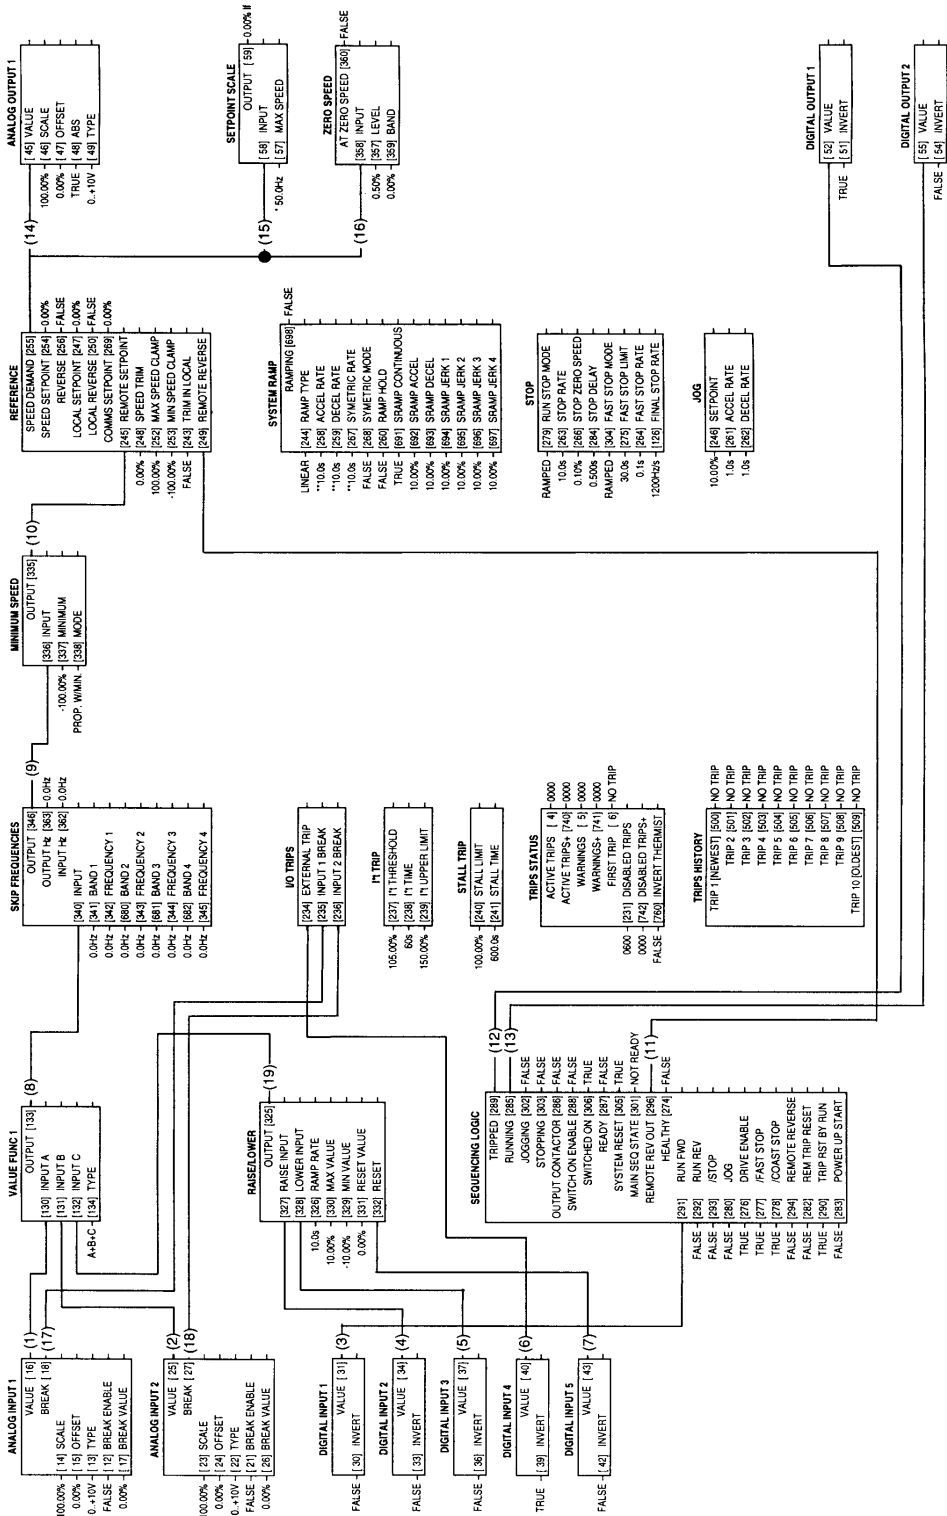 ANALOG INPUT 1
VALUE [ 16]
BREAK [ 18]
100.00% [ 14] SCALE
0.00% [ 15] OFFSET
0..+10V [ 13] TYPE
FALSE [ 12] BREAK ENABLE
0.00% [ 17] BREAK VALUE
(1)
(17)
ANALOG INPUT 2
VALUE [ 25]
BREAK [ 27]
100.00% [ 23] SCALE
0.00% [ 24] OFFSET
0..+10V [ 22] TYPE
FALSE [ 21] BREAK ENABLE
0.00% [ 26] BREAK VALUE
(2)
(18)
DIGITAL INPUT 1
VALUE [ 31]
FALSE [ 30] INVERT
(3)
DIGITAL INPUT 2
VALUE [ 34]
FALSE [ 33] INVERT
(4)
DIGITAL INPUT 3
VALUE [ 37]
FALSE [ 36] INVERT
(5)
DIGITAL INPUT 4
VALUE [ 40]
TRUE [ 39] INVERT
(6)
DIGITAL INPUT 5
VALUE [ 43]
FALSE [ 42] INVERT
(7)
VALUE FUNC 1
OUTPUT [133]
[130] INPUT A
[131] INPUT B
[132] INPUT C
A+B+C [134] TYPE
(8)
RAISE/LOWER
OUTPUT [325]
[327] RAISE INPUT
[328] LOWER INPUT
10.0s [326] RAMP RATE
10.00% [330] MAX VALUE
-10.00% [329] MIN VALUE
0.00% [331] RESET VALUE
[332] RESET
(19)
SEQUENCING LOGIC
TRIPPED [289] (12)
RUNNING [285] (13)
JOGGING [302] FALSE
STOPPING [303] FALSE
OUTPUT CONTACTOR [286] FALSE
SWITCH ON ENABLE [288] FALSE
SWITCHED ON [306] TRUE
READY [287] FALSE
SYSTEM RESET [305] TRUE
MAIN SEQ STATE [301] NOT READY
REMOTE REV OUT [296] (11)
HEALTHY [274] FALSE
[291] RUN FWD
FALSE [292] RUN REV
FALSE [293] /STOP
FALSE [280] JOG
TRUE [276] DRIVE ENABLE
TRUE [277] /FAST STOP
TRUE [278] /COAST STOP
FALSE [294] REMOTE REVERSE
FALSE [282] REM TRIP RESET
TRUE [290] TRIP RST BY RUN
FALSE [283] POWER UP START
SKIP FREQUENCIES
OUTPUT [346]
OUTPUT Hz [363] 0.0Hz
INPUT Hz [362] 0.0Hz
[340] INPUT
0.0Hz [341] BAND 1
0.0Hz [342] FREQUENCY 1
0.0Hz [680] BAND 2
0.0Hz [343] FREQUENCY 2
0.0Hz [681] BAND 3
0.0Hz [344] FREQUENCY 3
0.0Hz [682] BAND 4
0.0Hz [345] FREQUENCY 4
(9)
I/O TRIPS
[234] EXTERNAL TRIP
[235] INPUT 1 BREAK
[236] INPUT 2 BREAK
I*t TRIP
105.00% [237] I*t THRESHOLD
60s [238] I*t TIME
150.00% [239] I*t UPPER LIMIT
STALL TRIP
100.00% [240] STALL LIMIT
600.0s [241] STALL TIME
TRIPS STATUS
ACTIVE TRIPS [ 4] 0000
ACTIVE TRIPS+ [740] 0000
WARNINGS [ 5] 0000
WARNINGS+ [741] 0000
FIRST TRIP [ 6] NO TRIP
0600 [231] DISABLED TRIPS
0000 [742] DISABLED TRIPS+
FALSE [760] INVERT THERMIST
TRIPS HISTORY
TRIP 1 [NEWEST] [500] NO TRIP
TRIP 2 [501] NO TRIP
TRIP 3 [502] NO TRIP
TRIP 4 [503] NO TRIP
TRIP 5 [504] NO TRIP
TRIP 6 [505] NO TRIP
TRIP 7 [506] NO TRIP
TRIP 8 [507] NO TRIP
TRIP 9 [508] NO TRIP
TRIP 10 [OLDEST] [509] NO TRIP
MINIMUM SPEED
OUTPUT [335]
[336] INPUT
-100.00% [337] MINIMUM
PROP. W/MIN. [338] MODE
(10)
REFERENCE
SPEED DEMAND [255]
SPEED SETPOINT [254] 0.00%
REVERSE [256] FALSE
LOCAL SETPOINT [247] 0.00%
LOCAL REVERSE [250] FALSE
COMMS SETPOINT [269] 0.00%
[245] REMOTE SETPOINT
0.00% [248] SPEED TRIM
100.00% [252] MAX SPEED CLAMP
-100.00% [253] MIN SPEED CLAMP
FALSE [243] TRIM IN LOCAL
[249] REMOTE REVERSE
SYSTEM RAMP
RAMPING [698] FALSE
LINEAR [244] RAMP TYPE
**10.0s [258] ACCEL RATE
**10.0s [259] DECEL RATE
**10.0s [267] SYMETRIC RATE
FALSE [268] SYMETRIC MODE
FALSE [260] RAMP HOLD
TRUE [691] SRAMP CONTINUOUS
10.00% [692] SRAMP ACCEL
10.00% [693] SRAMP DECEL
10.00% [694] SRAMP JERK 1
10.00% [695] SRAMP JERK 2
10.00% [696] SRAMP JERK 3
10.00% [697] SRAMP JERK 4
STOP
RAMPED [279] RUN STOP MODE
10.0s [263] STOP RATE
0.10% [266] STOP ZERO SPEED
0.500s [284] STOP DELAY
RAMPED [304] FAST STOP MODE
30.0s [275] FAST STOP LIMIT
0.1s [264] FAST STOP RATE
1200Hz/s [126] FINAL STOP RATE
JOG
10.00% [246] SETPOINT
1.0s [261] ACCEL RATE
1.0s [262] DECEL RATE
(14)
(15)
(16)
ANALOG OUTPUT 1
[ 45] VALUE
100.00% [ 46] SCALE
0.00% [ 47] OFFSET
TRUE [ 48] ABS
0..+10V [ 49] TYPE
SETPOINT SCALE
OUTPUT [ 59] 0.00% lf
[ 58] INPUT
* 50.0Hz [ 57] MAX SPEED
ZERO SPEED
AT ZERO SPEED [360] FALSE
[358] INPUT
0.50% [357] LEVEL
0.00% [359] BAND
DIGITAL OUTPUT 1
[ 52] VALUE
TRUE [ 51] INVERT
DIGITAL OUTPUT 2
[ 55] VALUE
FALSE [ 54] INVERT